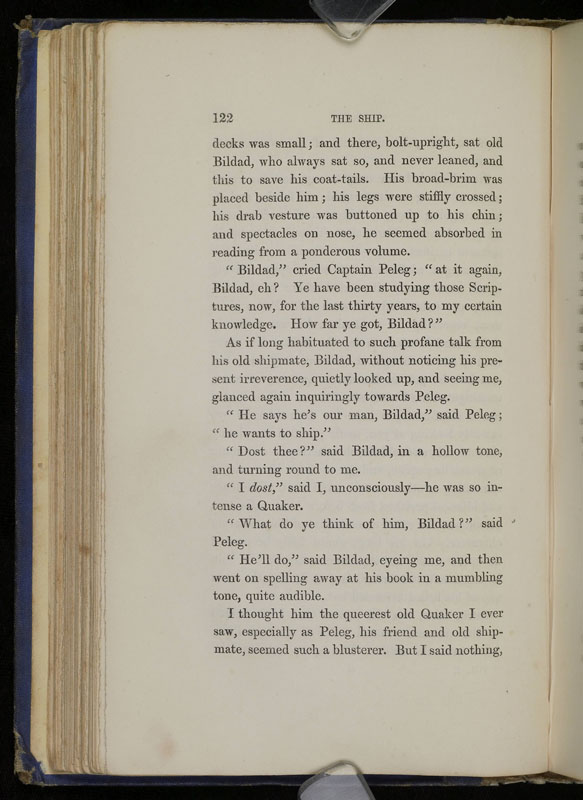 122 THE SHIP.
decks was small; and there, bolt-upright, sat old
Bildad, who always sat so, and never leaned, and
this to save his coat-tails. His broad-brim was
placed beside him; his legs were stiffly crossed;
his drab vesture was buttoned up to his chin;
and spectacles on nose, he seemed absorbed in
reading from a ponderous volume.
“Bildad,” cried Captain Peleg; “at it again,
Bildad, eh? Ye have been studying those Scrip-
tures, now, for the last thirty years, to my certain
knowledge. How far ye got, Bildad?”
As if long habituated to such profane talk from
his old shipmate, Bildad, without noticing his pre-
sent irreverence, quietly looked up, and seeing me,
glanced again inquiringly towards Peleg.
“He says he’s our man, Bildad,” said Peleg;
“he wants to ship.”
“Dost thee?” said Bildad, in a hollow tone,
and turning round to me.
“I dost,” said I, unconsciously—he was so in-
tense a Quaker.
“What do ye think of him, Bildad?” said
Peleg.
“He’ll do,” said Bildad, eyeing me, and then
went on spelling away at his book in a mumbling
tone, quite audible.
I thought him the queerest old Quaker I ever
saw, especially as Peleg, his friend and old ship-
mate, seemed such a blusterer. But I said nothing,